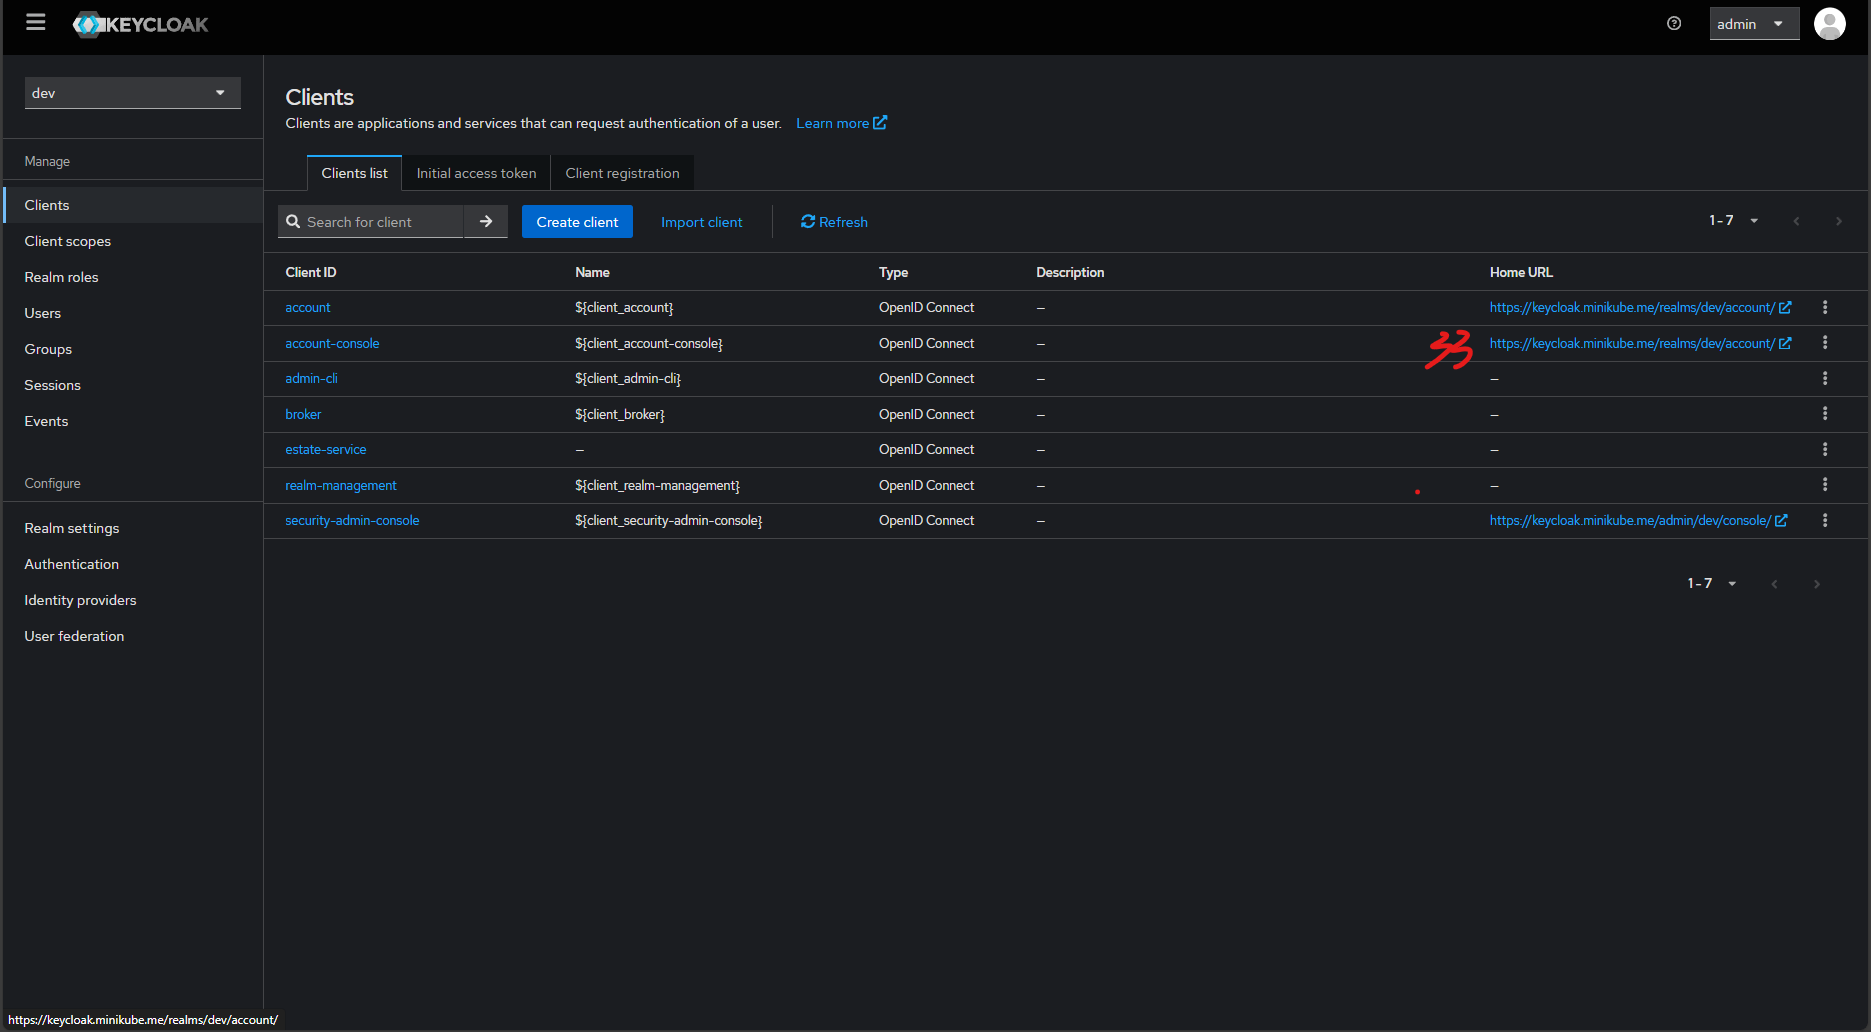 KEYCLOAK
admin
dev
Manage
Clients
Client scopes
Realm roles
Users
Groups
Sessions
Events
Configure
Realm settings
Authentication
Identity providers
User federation
Clients
Clients are applications and services that can request authentication of a user. Learn more
Clients list Initial access token Client registration
Search for client Create client Import client Refresh 1 - 7
Client ID Name Type Description Home URL
account ${client_account} OpenID Connect – https://keycloak.minikube.me/realms/dev/account/
account-console ${client_account-console} OpenID Connect – 33 https://keycloak.minikube.me/realms/dev/account/
admin-cli ${client_admin-cli} OpenID Connect – –
broker ${client_broker} OpenID Connect – –
estate-service – OpenID Connect – –
realm-management ${client_realm-management} OpenID Connect – –
security-admin-console ${client_security-admin-console} OpenID Connect – https://keycloak.minikube.me/admin/dev/console/
1 - 7
https://keycloak.minikube.me/realms/dev/account/